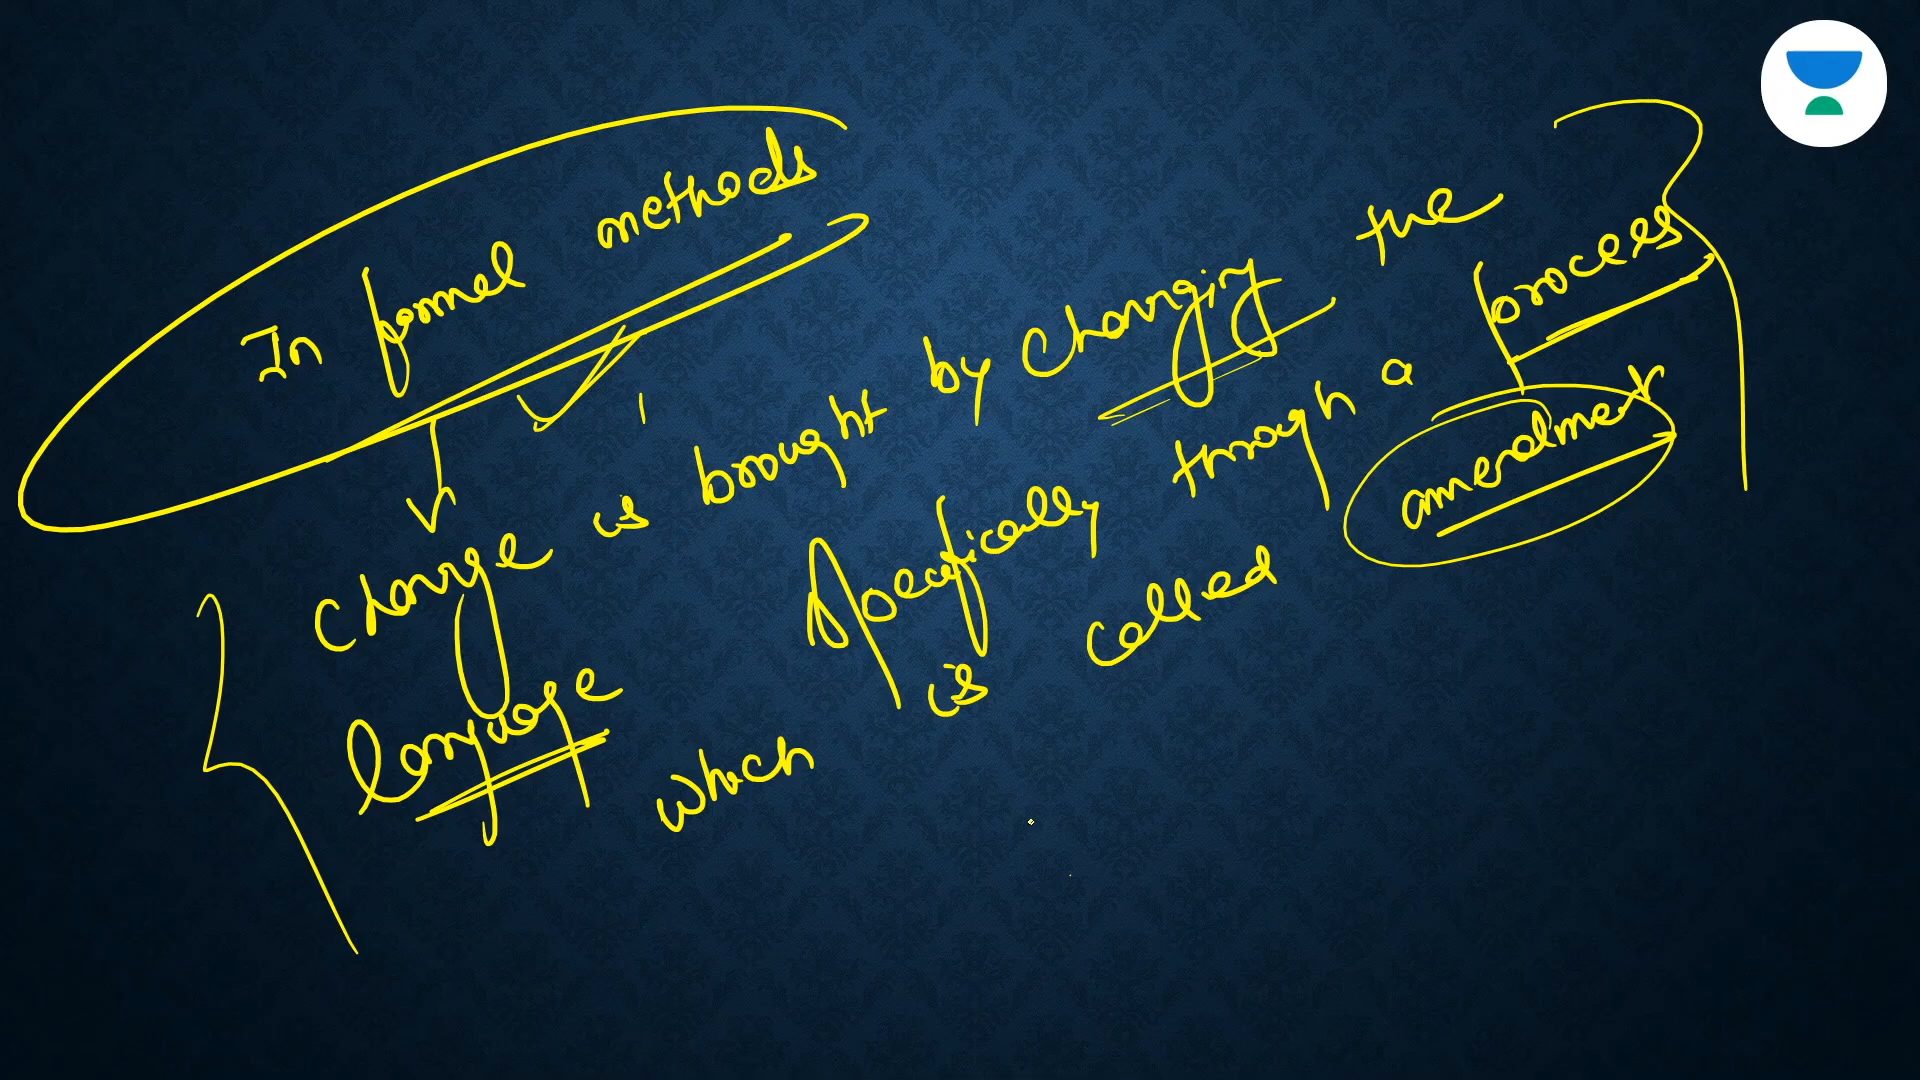 In formal methods
change is brought by changing the
language specifically through a process
which is called amendment